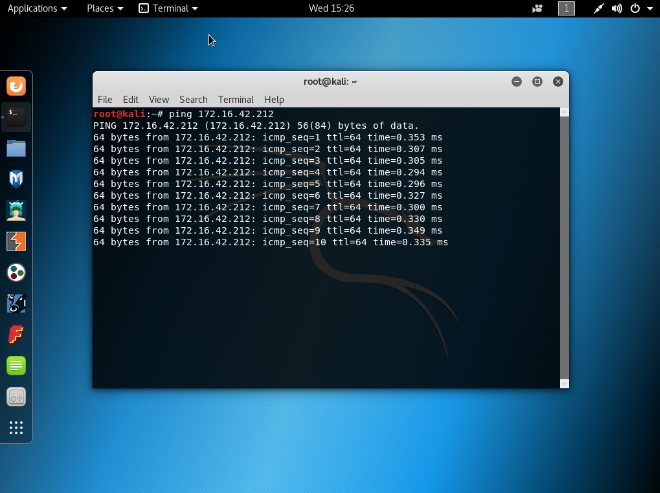 Applications Places Terminal Wed 15:26 1
root@kali: ~
File Edit View Search Terminal Help
root@kali:~# ping 172.16.42.212
PING 172.16.42.212 (172.16.42.212) 56(84) bytes of data.
64 bytes from 172.16.42.212: icmp_seq=1 ttl=64 time=0.353 ms
64 bytes from 172.16.42.212: icmp_seq=2 ttl=64 time=0.307 ms
64 bytes from 172.16.42.212: icmp_seq=3 ttl=64 time=0.305 ms
64 bytes from 172.16.42.212: icmp_seq=4 ttl=64 time=0.294 ms
64 bytes from 172.16.42.212: icmp_seq=5 ttl=64 time=0.296 ms
64 bytes from 172.16.42.212: icmp_seq=6 ttl=64 time=0.327 ms
64 bytes from 172.16.42.212: icmp_seq=7 ttl=64 time=0.300 ms
64 bytes from 172.16.42.212: icmp_seq=8 ttl=64 time=0.330 ms
64 bytes from 172.16.42.212: icmp_seq=9 ttl=64 time=0.349 ms
64 bytes from 172.16.42.212: icmp_seq=10 ttl=64 time=0.335 ms